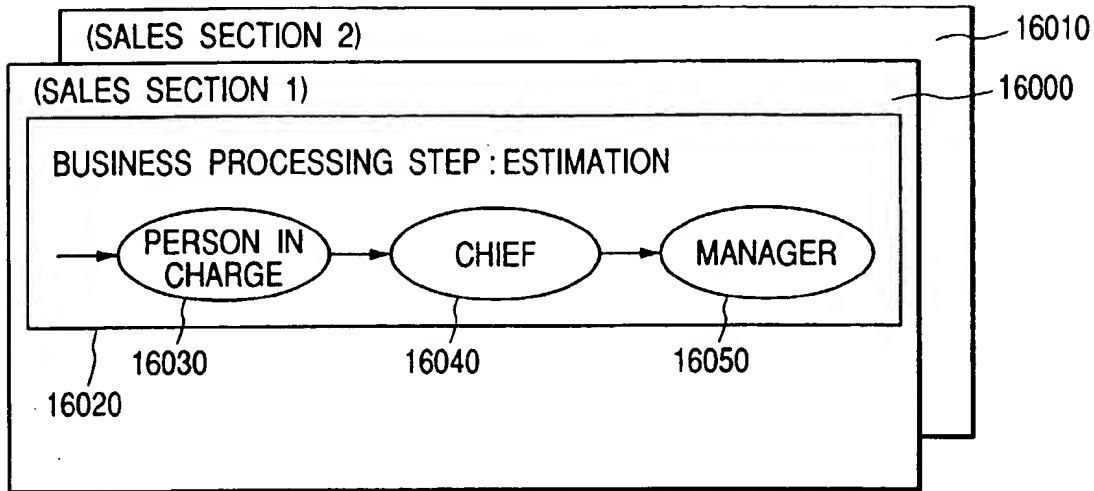 (SALES SECTION 2)
16010
(SALES SECTION 1)
16000
BUSINESS PROCESSING STEP : ESTIMATION
PERSON IN
CHARGE
CHIEF
MANAGER
16030
16040
16050
16020